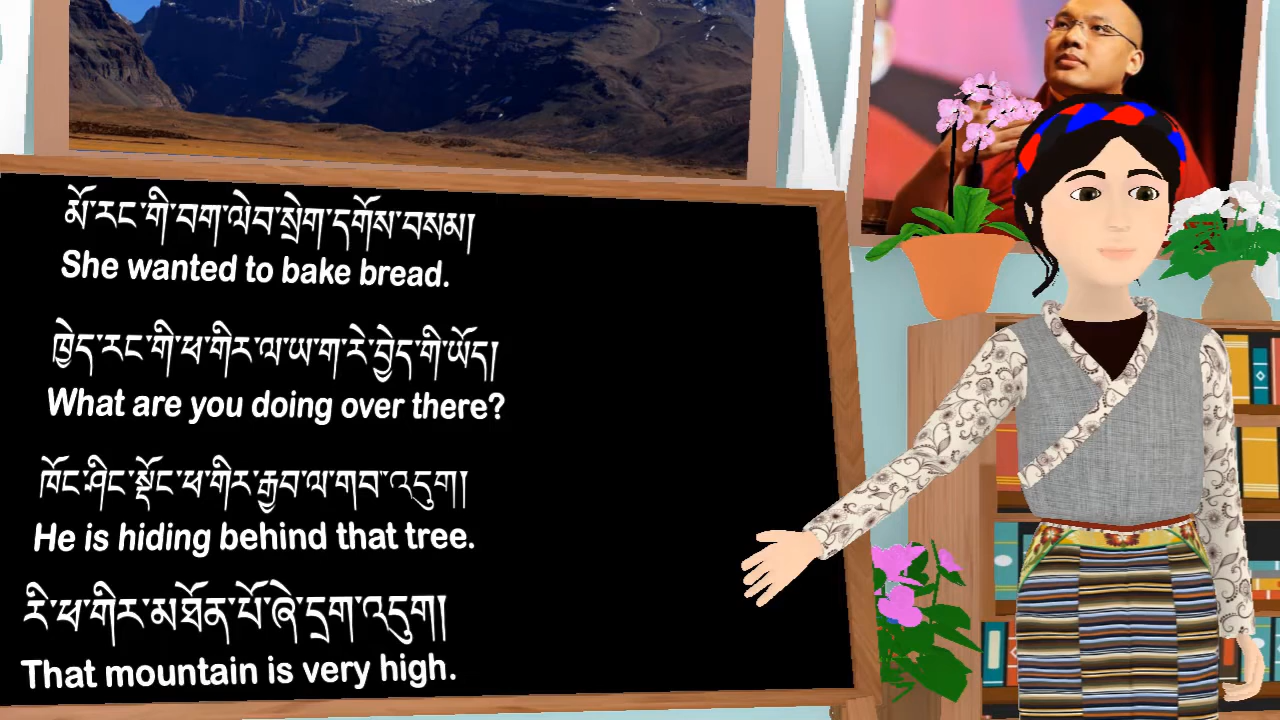 མོ་རང་གི་བག་ལེབ་སྲེག་དགོས་བསམ།
She wanted to bake bread.
ཁྱེད་རང་གི་ཕ་གིར་ལ་ཡ་ག་རེ་བྱེད་གི་ཡོད།
What are you doing over there?
ཁོང་ཤིང་སྡོང་ཕ་གིར་རྒྱབ་ལ་གབ་འདུག།
He is hiding behind that tree.
རི་ཕ་གིར་མཐོན་པོ་ཞེ་དྲག་འདུག།
That mountain is very high.